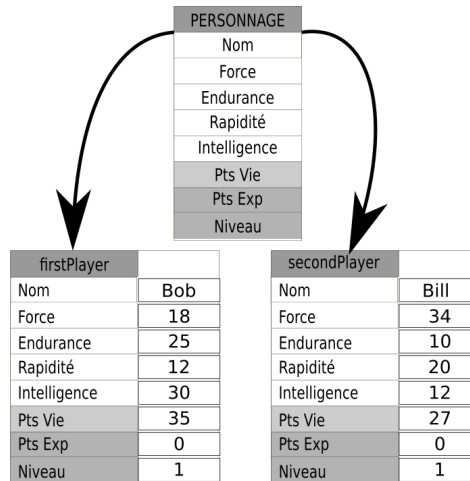 PERSONNAGE
Nom
Force
Endurance
Rapidité
Intelligence
Pts Vie
Pts Exp
Niveau
firstPlayer
Nom Bob
Force 18
Endurance 25
Rapidité 12
Intelligence 30
Pts Vie 35
Pts Exp 0
Niveau 1
secondPlayer
Nom Bill
Force 34
Endurance 10
Rapidité 20
Intelligence 12
Pts Vie 27
Pts Exp 0
Niveau 1